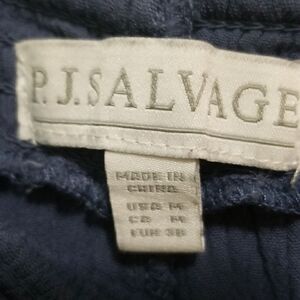 P.J.SALVAGE
MADE IN
CHINA
USA M
CA M
EUR 38